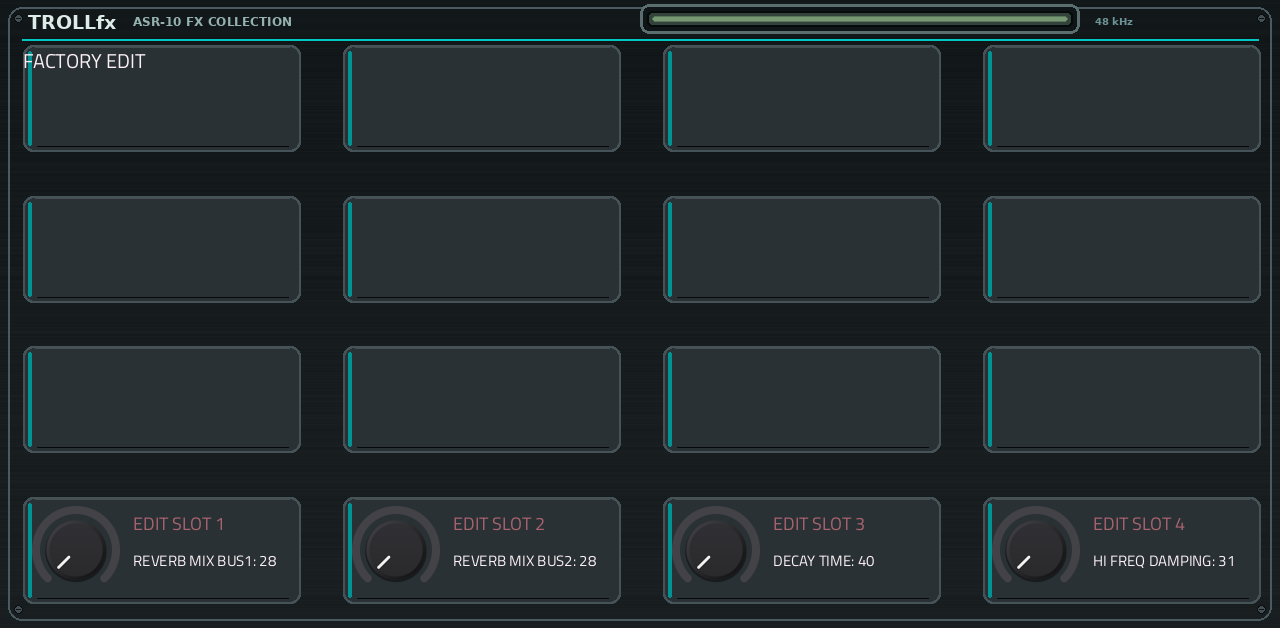 TROLLfx ASR-10 FX COLLECTION 48 kHz
FACTORY EDIT
EDIT SLOT 1 EDIT SLOT 2 EDIT SLOT 3 EDIT SLOT 4
REVERB MIX BUS1: 28 REVERB MIX BUS2: 28 DECAY TIME: 40 HI FREQ DAMPING: 31